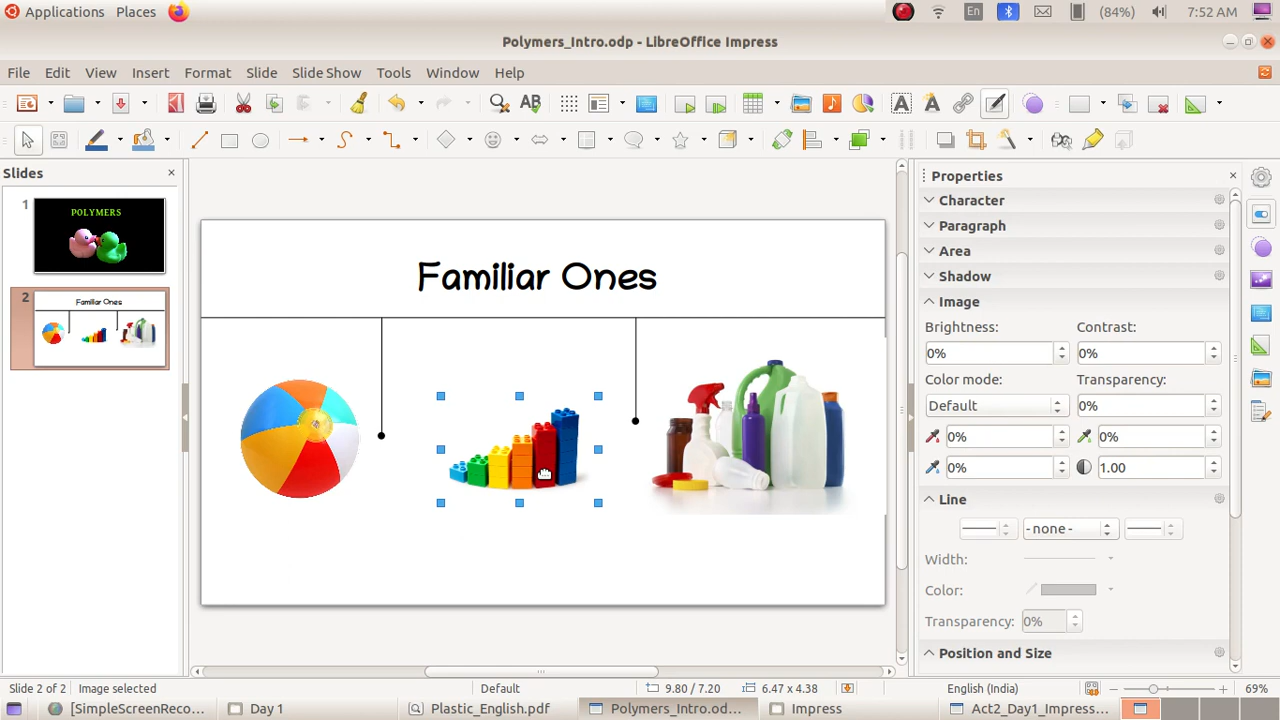 Applications Places En (84%) 7:52 AM
Polymers_Intro.odp - LibreOffice Impress
File Edit View Insert Format Slide Slide Show Tools Window Help
Slides
Properties
1
POLYMERS
Character
Paragraph
Area
Shadow
2
Familiar Ones
Familiar Ones
Image
Brightness: Contrast:
0% 0%
Color mode: Transparency:
Default 0%
0% 0%
0% 1.00
Line
- none -
Width:
Color:
Transparency: 0%
Position and Size
Slide 2 of 2 Image selected Default 9.80 / 7.20 6.47 x 4.38 English (India) 69%
[SimpleScreenReco... Day 1 Plastic_English.pdf Polymers_Intro.od... Impress Act2_Day1_Impress...